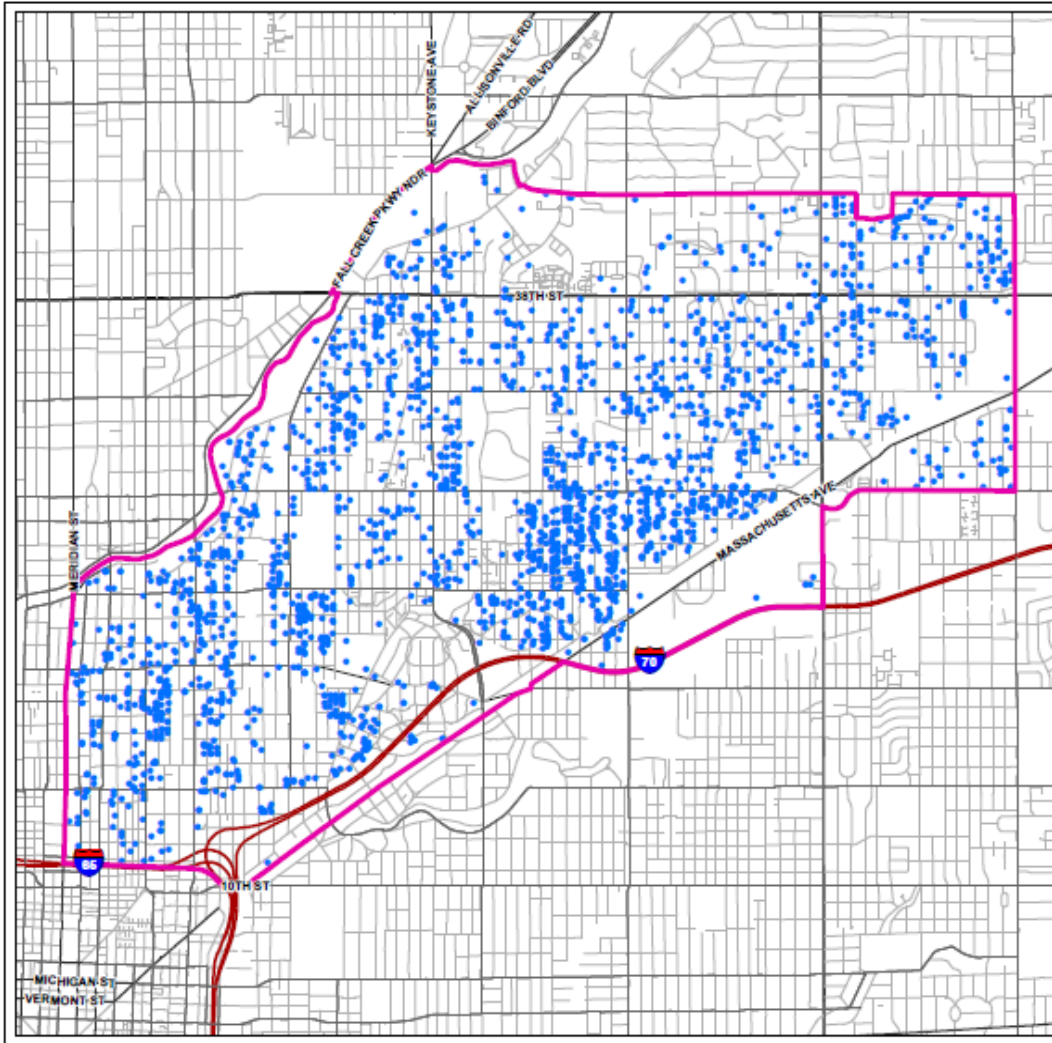 KEYSTONE AVE
ALLISONVILLE RD
BINFORD BLVD
FALL CREEK PKWY NDR
38TH ST
MASSACHUSETTS AVE
MERIDIAN ST
70
65
10TH ST
MICHIGAN ST
VERMONT ST